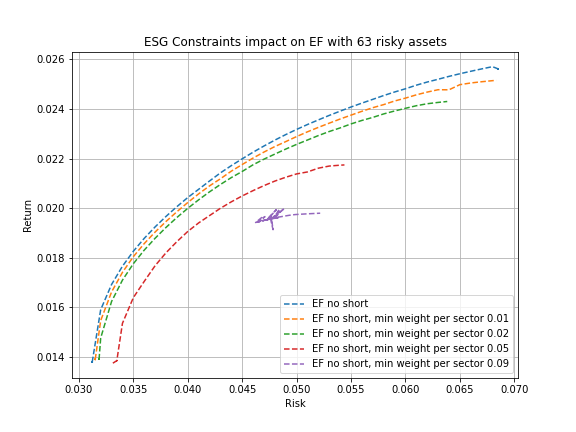 ESG Constraints impact on EF with 63 risky assets
0.026
0.024
0.022
0.020
0.018
0.016
0.014
Return
EF no short
EF no short, min weight per sector 0.01
EF no short, min weight per sector 0.02
EF no short, min weight per sector 0.05
EF no short, min weight per sector 0.09
0.030 0.035 0.040 0.045 0.050 0.055 0.060 0.065 0.070
Risk